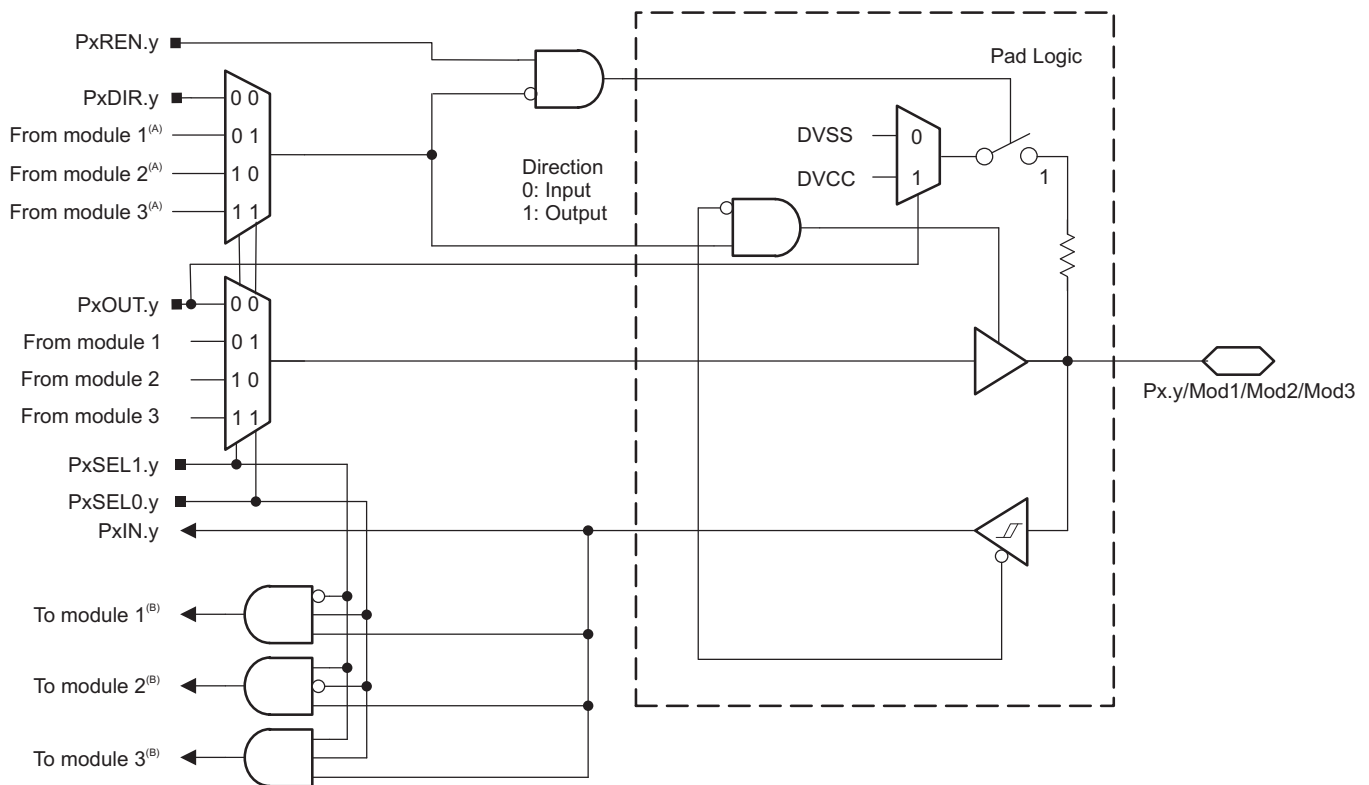 PxREN.y
Pad Logic
PxDIR.y
0 0
From module 1(A)
0 1
From module 2(A)
1 0
From module 3(A)
1 1
Direction
0: Input
1: Output
DVSS
0
DVCC
1
1
PxOUT.y
0 0
From module 1
0 1
From module 2
1 0
From module 3
1 1
Px.y/Mod1/Mod2/Mod3
PxSEL1.y
PxSEL0.y
PxIN.y
To module 1(B)
To module 2(B)
To module 3(B)